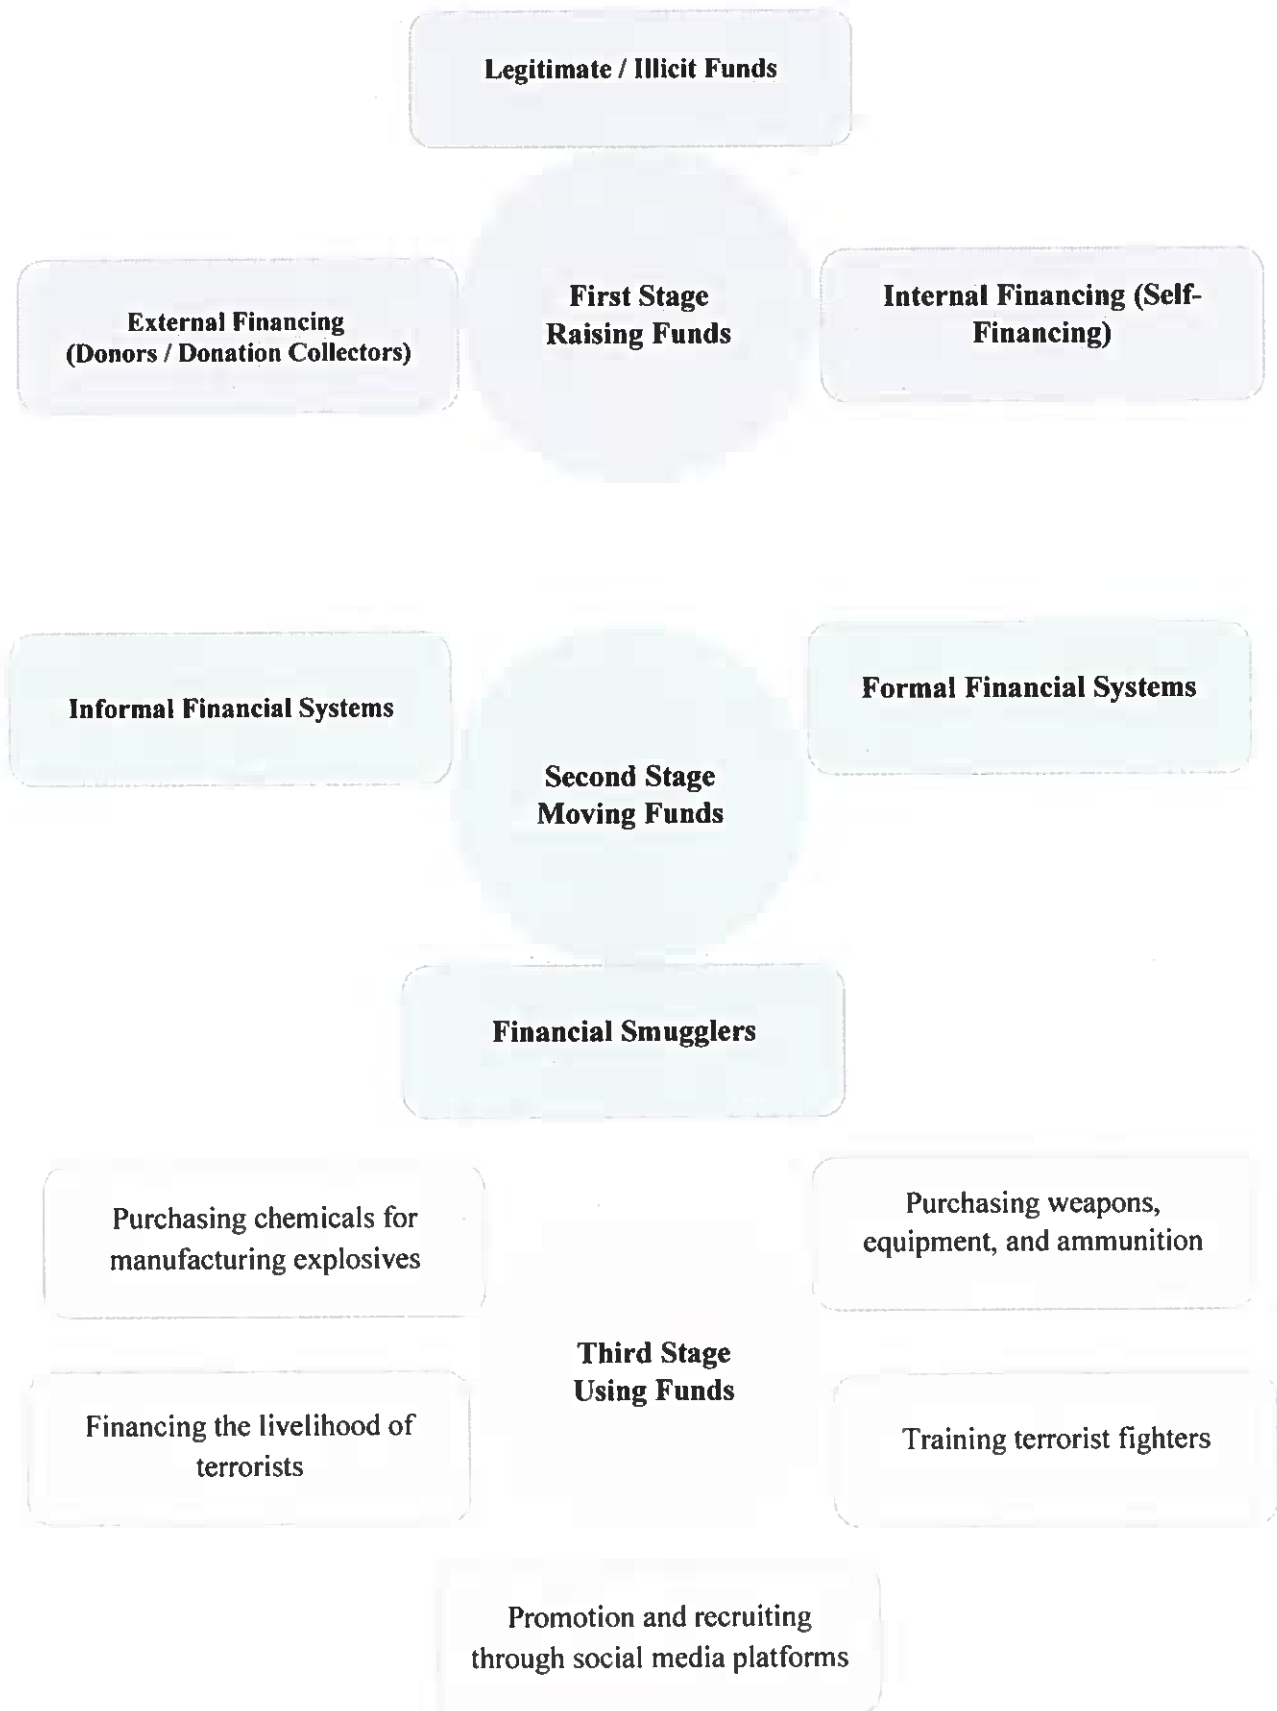 Legitimate / Illicit Funds
First Stage
Raising Funds
External Financing
(Donors / Donation Collectors)
Internal Financing (Self-
Financing)
Informal Financial Systems
Formal Financial Systems
Second Stage
Moving Funds
Financial Smugglers
Purchasing chemicals for
manufacturing explosives
Purchasing weapons,
equipment, and ammunition
Third Stage
Using Funds
Financing the livelihood of
terrorists
Training terrorist fighters
Promotion and recruiting
through social media platforms